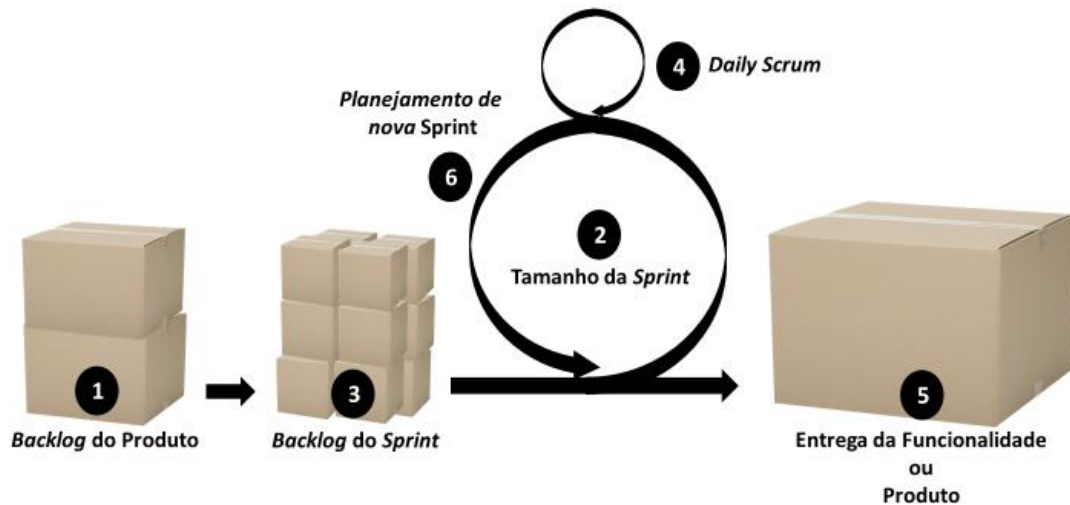 4
Daily Scrum
Planejamento de
nova Sprint
6
2
Tamanho da Sprint
1
Backlog do Produto
3
Backlog do Sprint
5
Entrega da Funcionalidade
ou
Produto